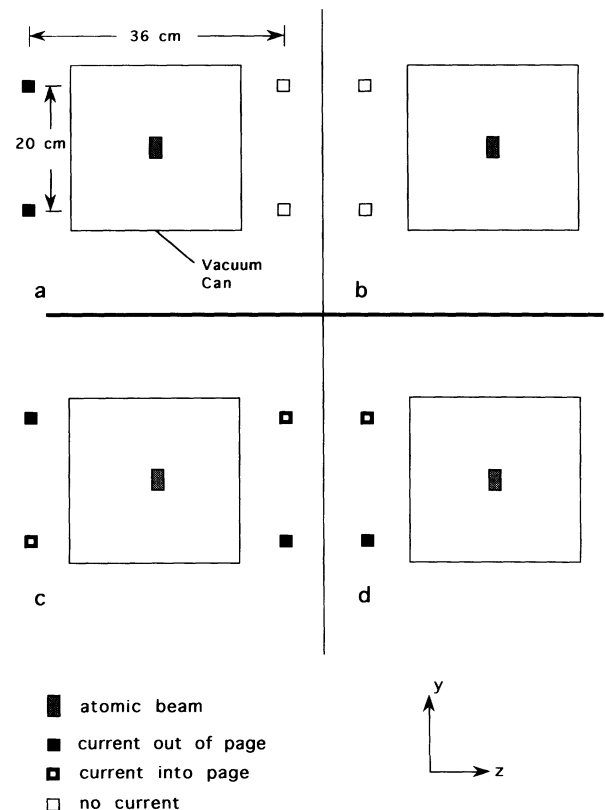 36 cm
20 cm
Vacuum
Can
a
b
c
d
y
z
atomic beam
current out of page
current into page
no current